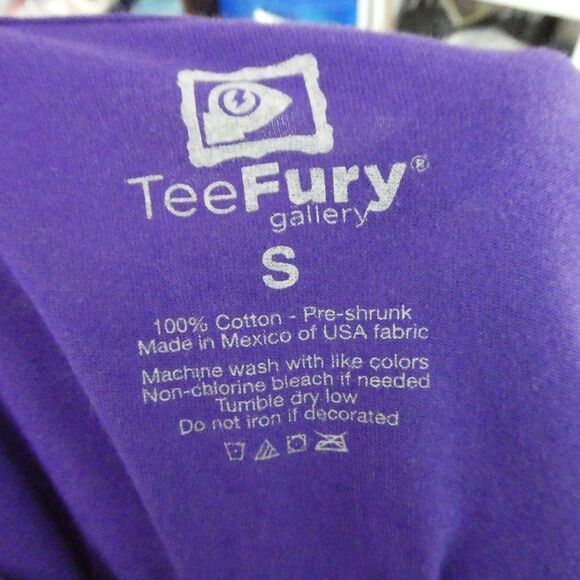 TeeFury®
gallery
S
100% Cotton - Pre-shrunk
Made in Mexico of USA fabric
Machine wash with like colors
Non-chlorine bleach if needed
Tumble dry low
Do not iron if decorated